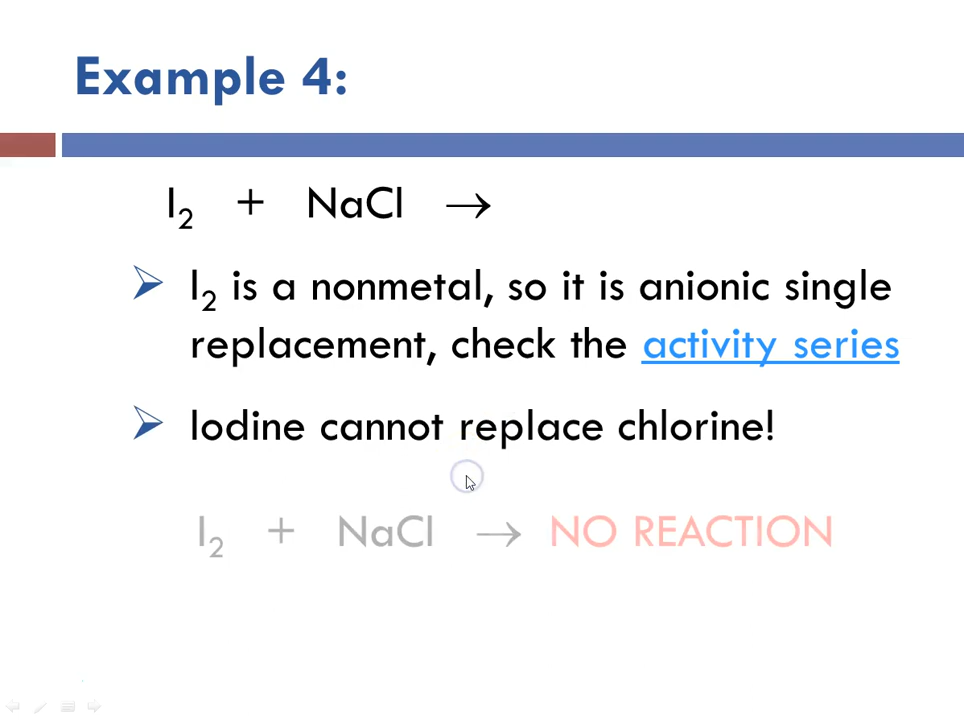 Example 4:
I₂ + NaCl →
I₂ is a nonmetal, so it is anionic single
replacement, check the activity series
Iodine cannot replace chlorine!
I₂ + NaCl → NO REACTION